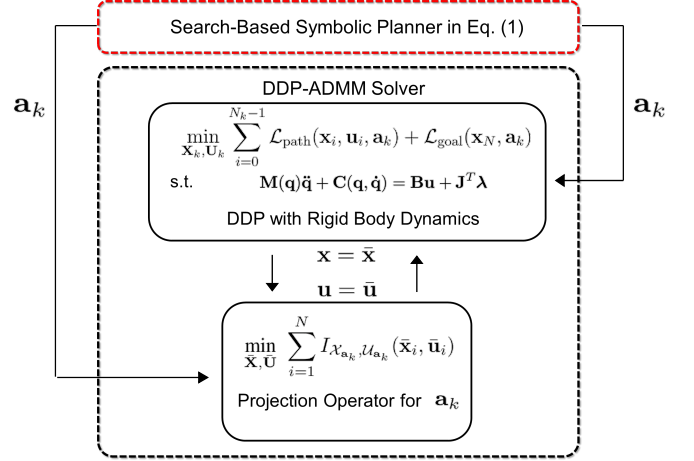 Search-Based Symbolic Planner in Eq. (1)
a_k
a_k
DDP-ADMM Solver
min_{X_k,U_k} ∑_{i=0}^{N_k−1} ℒ_path(x_i, u_i, a_k) + ℒ_goal(x_N, a_k)
s.t. M(q)q̈ + C(q, q̇) = Bu + J^T λ
DDP with Rigid Body Dynamics
x = x̄
u = ū
min_{X̄,Ū} ∑_{i=1}^{N} I_{𝒳_{a_k},𝒰_{a_k}}(x̄_i, ū_i)
Projection Operator for a_k